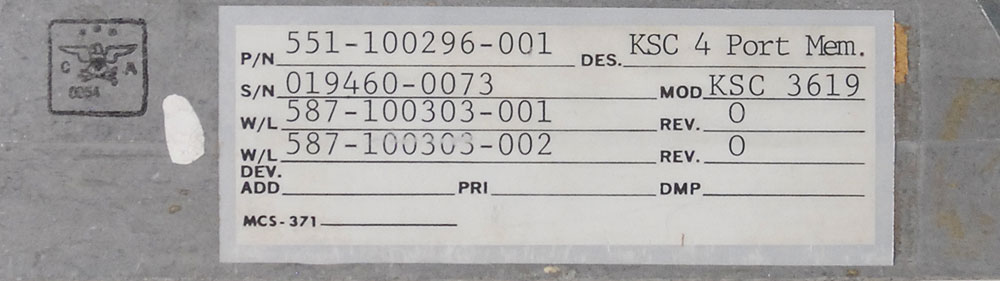 P/N 551-100296-001 DES. KSC 4 Port Mem.
S/N 019460-0073 MOD KSC 3619
W/L 587-100303-001 REV. 0
W/L 587-100303-002 REV. 0
DEV.
ADD PRI DMP
MCS-371
C A
0054